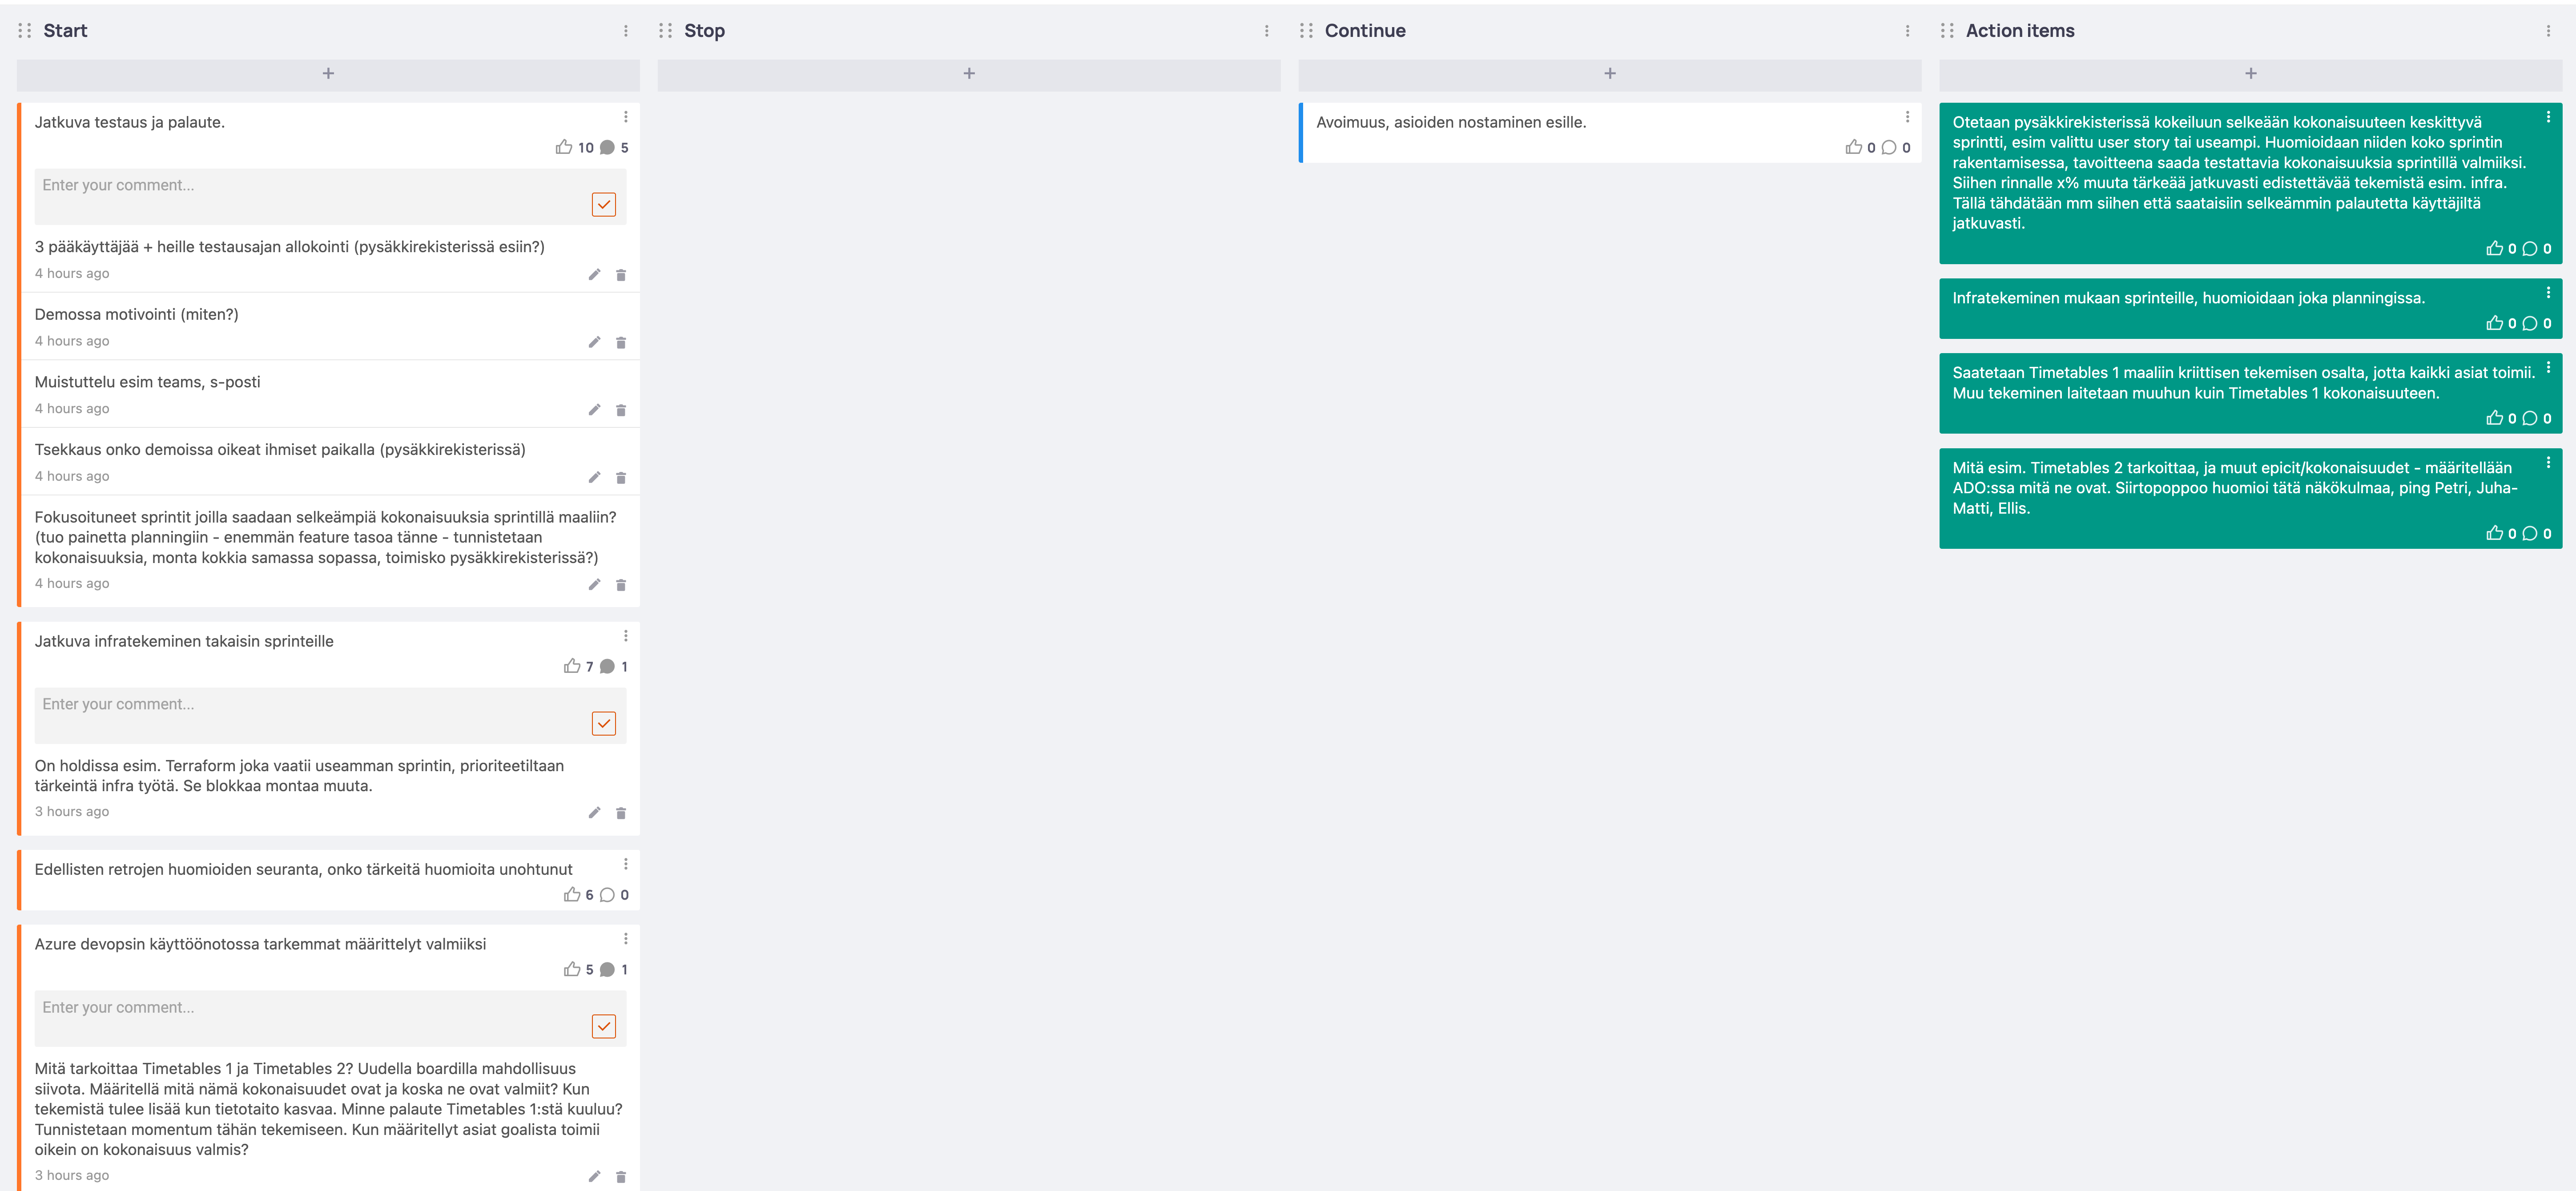 Start
+
Jatkuva testaus ja palaute.
10 5
Enter your comment...
3 pääkäyttäjää + heille testausajan allokointi (pysäkkirekisterissä esiin?)
4 hours ago
Demossa motivointi (miten?)
4 hours ago
Muistuttelu esim teams, s-posti
4 hours ago
Tsekkaus onko demoissa oikeat ihmiset paikalla (pysäkkirekisterissä)
4 hours ago
Fokusoituneet sprintit joilla saadaan selkeämpiä kokonaisuuksia sprintillä maaliin?
(tuo painetta planningiin - enemmän feature tasoa tänne - tunnistetaan
kokonaisuuksia, monta kokkia samassa sopassa, toimisko pysäkkirekisterissä?)
4 hours ago
Jatkuva infratekeminen takaisin sprinteille
7 1
Enter your comment...
On holdissa esim. Terraform joka vaatii useamman sprintin, prioriteetiltaan
tärkeintä infra työtä. Se blokkaa montaa muuta.
3 hours ago
Edellisten retrojen huomioiden seuranta, onko tärkeitä huomioita unohtunut
6 0
Azure devopsin käyttöönotossa tarkemmat määrittelyt valmiiksi
5 1
Enter your comment...
Mitä tarkoittaa Timetables 1 ja Timetables 2? Uudella boardilla mahdollisuus
siivota. Määritellä mitä nämä kokonaisuudet ovat ja koska ne ovat valmiit? Kun
tekemistä tulee lisää kun tietotaito kasvaa. Minne palaute Timetables 1:stä kuuluu?
Tunnistetaan momentum tähän tekemiseen. Kun määritellyt asiat goalista toimii
oikein on kokonaisuus valmis?
3 hours ago
Stop
+
Continue
+
Avoimuus, asioiden nostaminen esille.
0 0
Action items
+
Otetaan pysäkkirekisterissä kokeiluun selkeään kokonaisuuteen keskittyvä
sprintti, esim valittu user story tai useampi. Huomioidaan niiden koko sprintin
rakentamisessa, tavoitteena saada testattavia kokonaisuuksia sprintillä valmiiksi.
Siihen rinnalle x% muuta tärkeää jatkuvasti edistettävää tekemistä esim. infra.
Tällä tähdätään mm siihen että saataisiin selkeämmin palautetta käyttäjiltä
jatkuvasti.
0 0
Infratekeminen mukaan sprinteille, huomioidaan joka planningissa.
0 0
Saatetaan Timetables 1 maaliin kriittisen tekemisen osalta, jotta kaikki asiat toimii.
Muu tekeminen laitetaan muuhun kuin Timetables 1 kokonaisuuteen.
0 0
Mitä esim. Timetables 2 tarkoittaa, ja muut epicit/kokonaisuudet - määritellään
ADO:ssa mitä ne ovat. Siirtopoppoo huomioi tätä näkökulmaa, ping Petri, Juha-
Matti, Ellis.
0 0